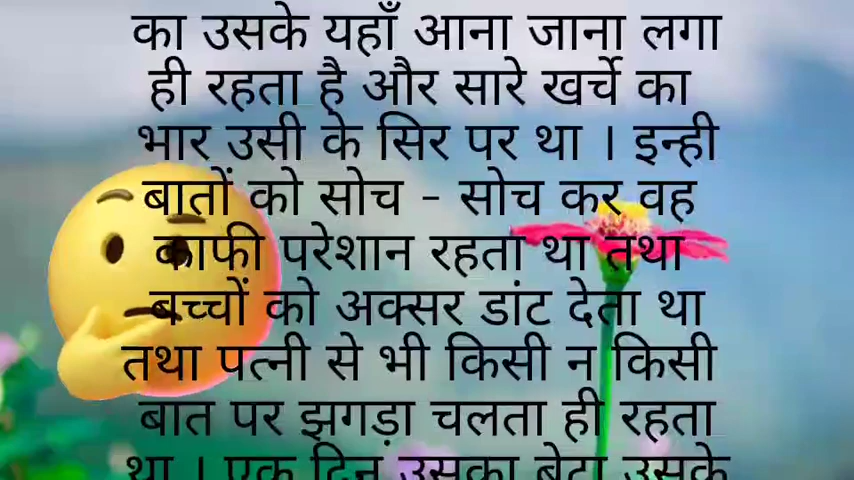 का उसके यहाँ आना जाना लगा
ही रहता है और सारे खर्चे का
भार उसी के सिर पर था । इन्ही
बातों को सोच - सोच कर वह
काफी परेशान रहता था तथा
बच्चों को अक्सर डांट देता था
तथा पत्नी से भी किसी न किसी
बात पर झगड़ा चलता ही रहता
था । एक दिन उसका बेटा उसके